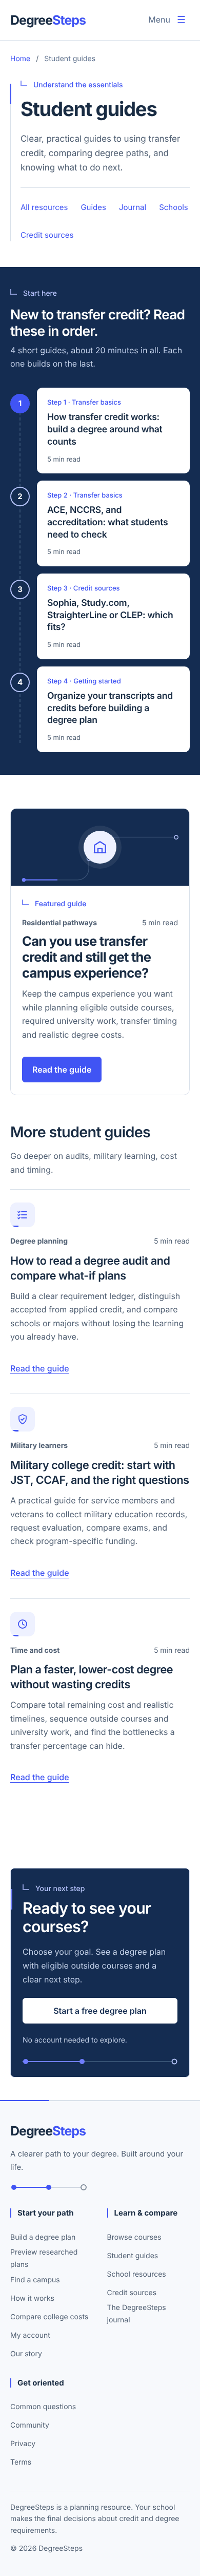 DegreeSteps
Menu
Home / Student guides
Understand the essentials
Student guides
Clear, practical guides to using transfer
credit, comparing degree paths, and
knowing what to do next.
All resources Guides Journal Schools
Credit sources
Start here
New to transfer credit? Read
these in order.
4 short guides, about 20 minutes in all. Each
one builds on the last.
1
Step 1 · Transfer basics
How transfer credit works:
build a degree around what
counts
5 min read
2
Step 2 · Transfer basics
ACE, NCCRS, and
accreditation: what students
need to check
5 min read
3
Step 3 · Credit sources
Sophia, Study.com,
StraighterLine or CLEP: which
fits?
5 min read
4
Step 4 · Getting started
Organize your transcripts and
credits before building a
degree plan
5 min read
Featured guide
Residential pathways 5 min read
Can you use transfer
credit and still get the
campus experience?
Keep the campus experience you want
while planning eligible outside courses,
required university work, transfer timing
and realistic degree costs.
Read the guide
More student guides
Go deeper on audits, military learning, cost
and timing.
Degree planning 5 min read
How to read a degree audit and
compare what-if plans
Build a clear requirement ledger, distinguish
accepted from applied credit, and compare
schools or majors without losing the learning
you already have.
Read the guide
Military learners 5 min read
Military college credit: start with
JST, CCAF, and the right questions
A practical guide for service members and
veterans to collect military education records,
request evaluation, compare exams, and
check program-specific funding.
Read the guide
Time and cost 5 min read
Plan a faster, lower-cost degree
without wasting credits
Compare total remaining cost and realistic
timelines, sequence outside courses and
university work, and find the bottlenecks a
transfer percentage can hide.
Read the guide
Your next step
Ready to see your
courses?
Choose your goal. See a degree plan
with eligible outside courses and a
clear next step.
Start a free degree plan
No account needed to explore.
DegreeSteps
A clearer path to your degree. Built around your
life.
Start your path
Build a degree plan
Preview researched
plans
Find a campus
How it works
Compare college costs
My account
Our story
Learn & compare
Browse courses
Student guides
School resources
Credit sources
The DegreeSteps
journal
Get oriented
Common questions
Community
Privacy
Terms
DegreeSteps is a planning resource. Your school
makes the final decisions about credit and degree
requirements.
© 2026 DegreeSteps